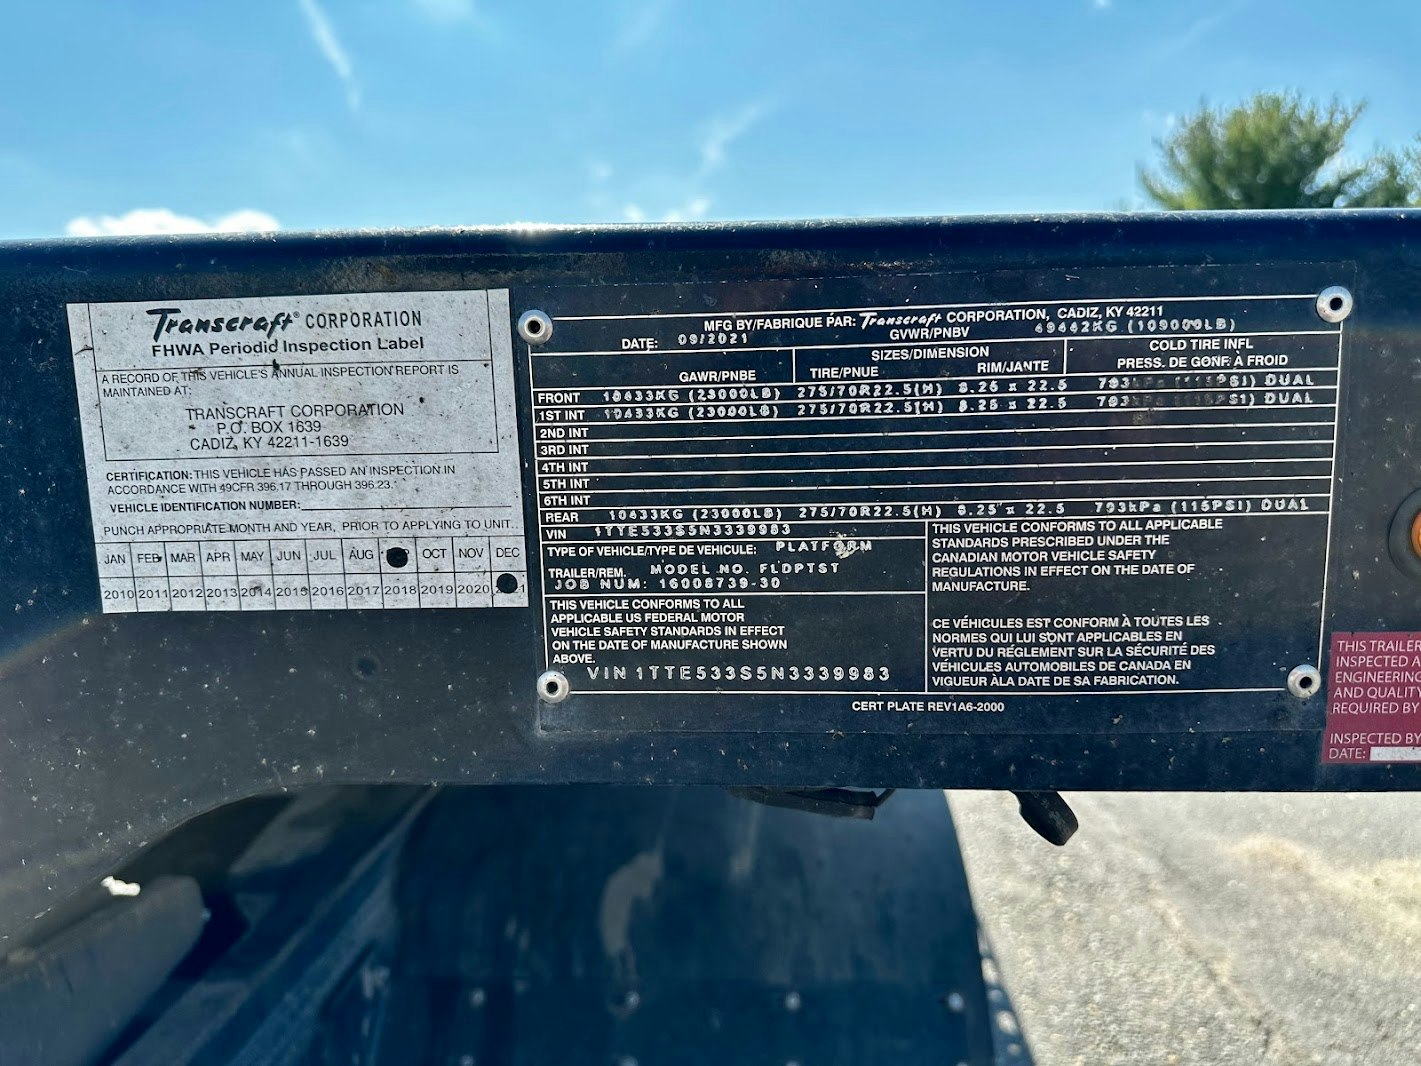 Transcraft® CORPORATION
FHWA Periodic Inspection Label
A RECORD OF THIS VEHICLE'S ANNUAL INSPECTION REPORT IS
MAINTAINED AT:
TRANSCRAFT CORPORATION
P.O. BOX 1639
CADIZ, KY 42211-1639
CERTIFICATION: THIS VEHICLE HAS PASSED AN INSPECTION IN
ACCORDANCE WITH 49CFR 396.17 THROUGH 396.23.
VEHICLE IDENTIFICATION NUMBER:
PUNCH APPROPRIATE MONTH AND YEAR, PRIOR TO APPLYING TO UNIT.
JAN FEB MAR APR MAY JUN JUL AUG OCT NOV DEC
2010 2011 2012 2013 2014 2015 2016 2017 2018 2019 2020
MFG BY/FABRIQUE PAR: Transcraft CORPORATION, CADIZ, KY 42211
DATE: 09/2021 GVWR/PNBV 49442KG (109000LB)
SIZES/DIMENSION COLD TIRE INFL
GAWR/PNBE TIRE/PNUE RIM/JANTE PRESS. DE GONF. À FROID
FRONT 10433KG (23000LB) 275/70R22.5(H) 8.25 x 22.5 793kPa (115PSI) DUAL
1ST INT 10433KG (23000LB) 275/70R22.5(H) 8.25 x 22.5 793kPa (115PSI) DUAL
2ND INT
3RD INT
4TH INT
5TH INT
6TH INT
REAR 10433KG (23000LB) 275/70R22.5(H) 8.25 x 22.5 793kPa (115PSI) DUAL
VIN 1TTE533S5N3339983
TYPE OF VEHICLE/TYPE DE VEHICULE: PLATFORM
TRAILER/REM. MODEL NO. FLDPTST
JOB NUM: 16008739-30
THIS VEHICLE CONFORMS TO ALL
APPLICABLE US FEDERAL MOTOR
VEHICLE SAFETY STANDARDS IN EFFECT
ON THE DATE OF MANUFACTURE SHOWN
ABOVE.
VIN 1TTE533S5N3339983
THIS VEHICLE CONFORMS TO ALL APPLICABLE
STANDARDS PRESCRIBED UNDER THE
CANADIAN MOTOR VEHICLE SAFETY
REGULATIONS IN EFFECT ON THE DATE OF
MANUFACTURE.
CE VÉHICULES EST CONFORM À TOUTES LES
NORMES QUI LUI SONT APPLICABLES EN
VERTU DU RÉGLEMENT SUR LA SÉCURITÉ DES
VÉHICULES AUTOMOBILES DE CANADA EN
VIGUEUR ÀLA DATE DE SA FABRICATION.
CERT PLATE REV1A6-2000
THIS TRAILER
INSPECTED
ENGINEERING
AND QUALITY
REQUIRED BY
INSPECTED BY
DATE: